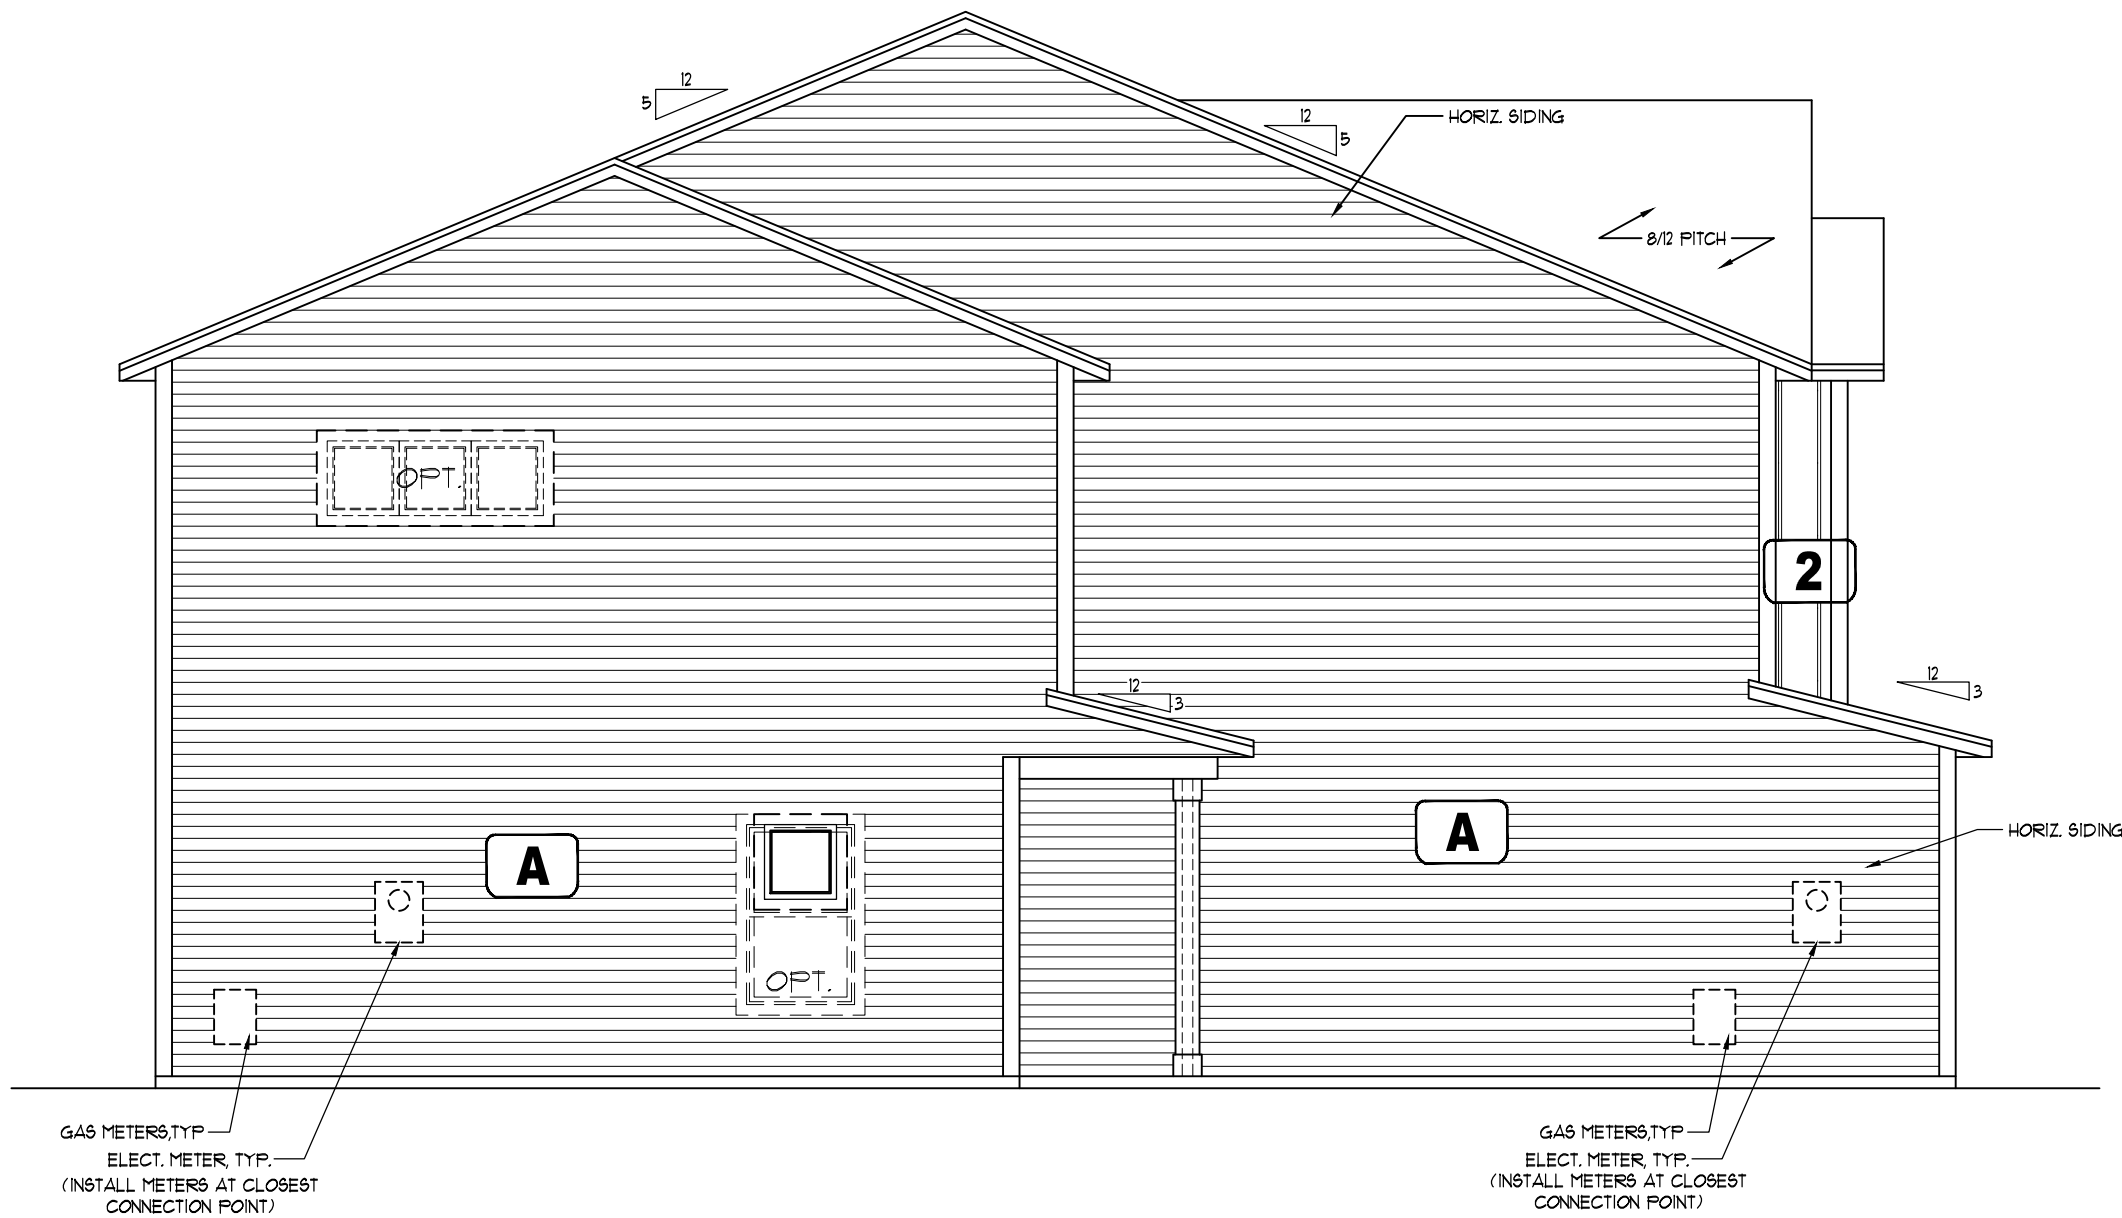 12
5
12
5
HORIZ. SIDING
8/12 PITCH
OPT.
2
12
3
12
3
A
A
HORIZ. SIDING
OPT.
GAS METERS,TYP
ELECT. METER, TYP.
(INSTALL METERS AT CLOSEST
CONNECTION POINT)
GAS METERS,TYP
ELECT. METER, TYP.
(INSTALL METERS AT CLOSEST
CONNECTION POINT)